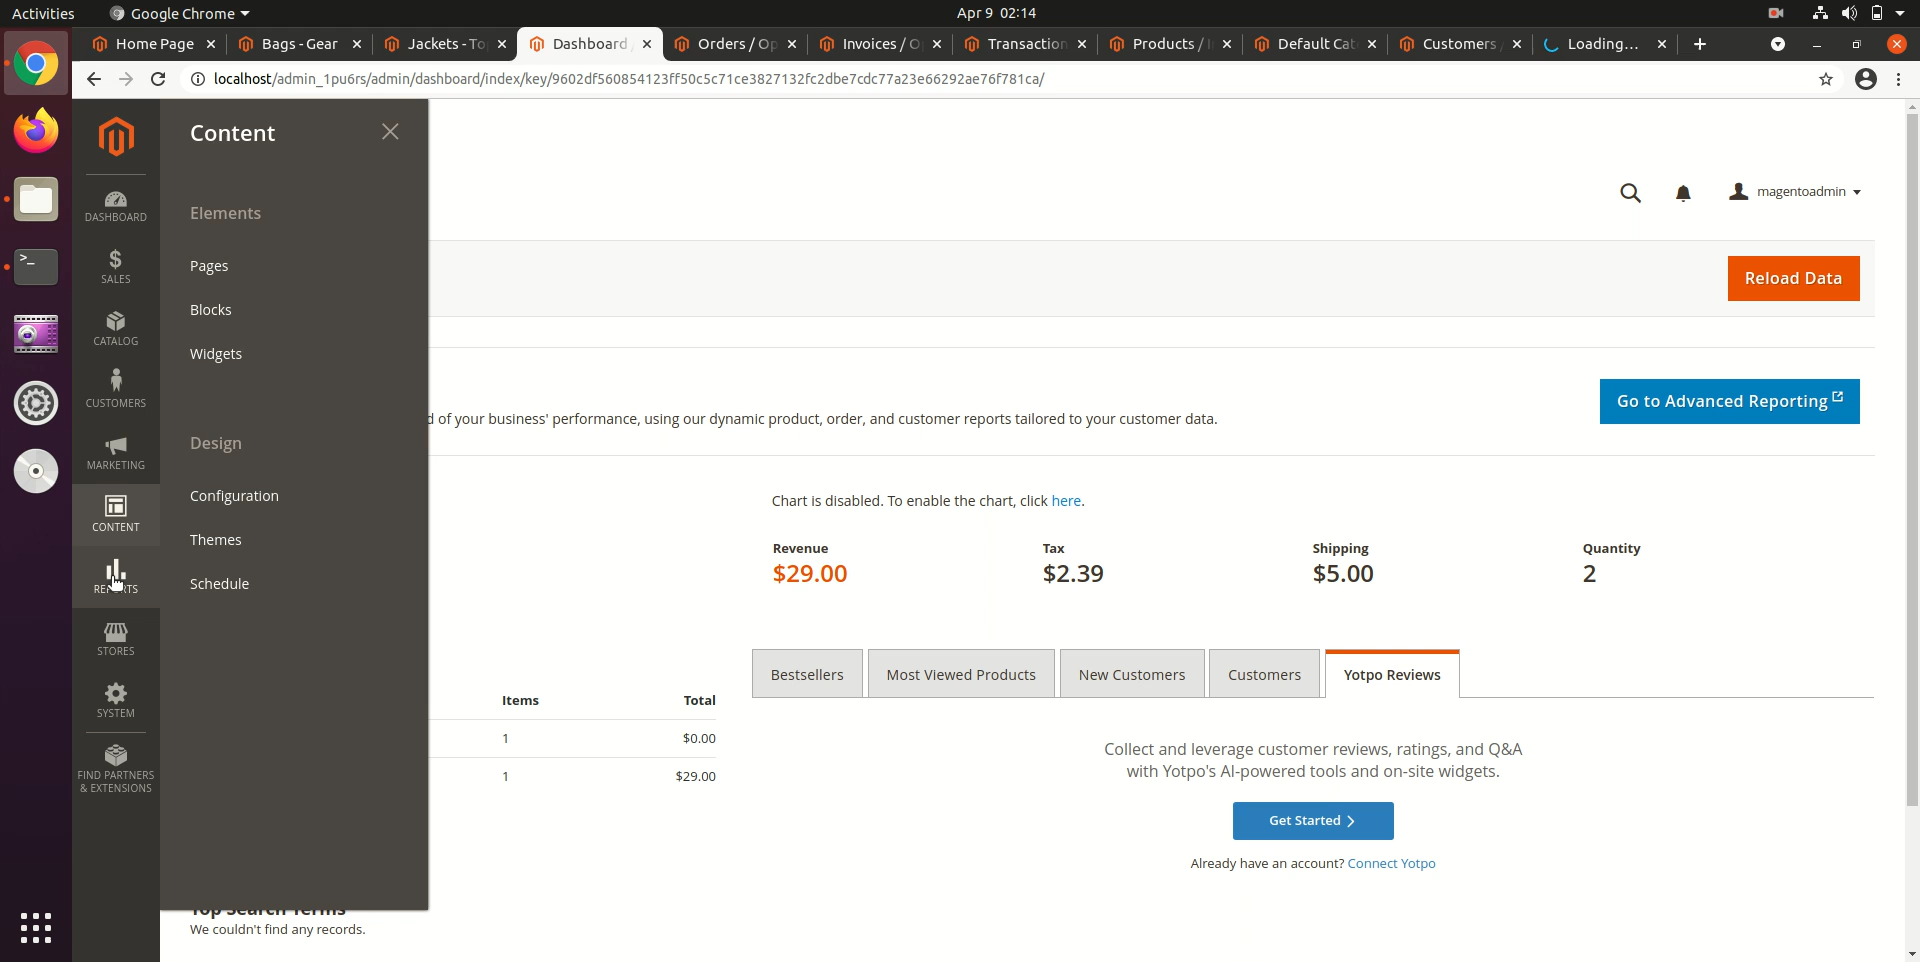 Activities
Google Chrome
Apr 9 02:14
Home Page
Bags - Gear
Jackets - To
Dashboard
Orders / Op
Invoices / O
Transaction
Products /
Default Cat
Customers
Loading...
localhost/admin_1pu6rs/admin/dashboard/index/key/9602df560854123ff50c5c71ce3827132fc2dbe7cdc77a23e66292ae76f781ca/
DASHBOARD
SALES
CATALOG
CUSTOMERS
MARKETING
CONTENT
REPORTS
STORES
SYSTEM
FIND PARTNERS
& EXTENSIONS
Content
Elements
Pages
Blocks
Widgets
Design
Configuration
Themes
Schedule
magentoadmin
Reload Data
d of your business' performance, using our dynamic product, order, and customer reports tailored to your customer data.
Go to Advanced Reporting
Chart is disabled. To enable the chart, click here.
Revenue
$29.00
Tax
$2.39
Shipping
$5.00
Quantity
2
Bestsellers
Most Viewed Products
New Customers
Customers
Yotpo Reviews
Items Total
1 $0.00
1 $29.00
Collect and leverage customer reviews, ratings, and Q&A
with Yotpo's AI-powered tools and on-site widgets.
Get Started
Already have an account? Connect Yotpo
Top Search Terms
We couldn't find any records.